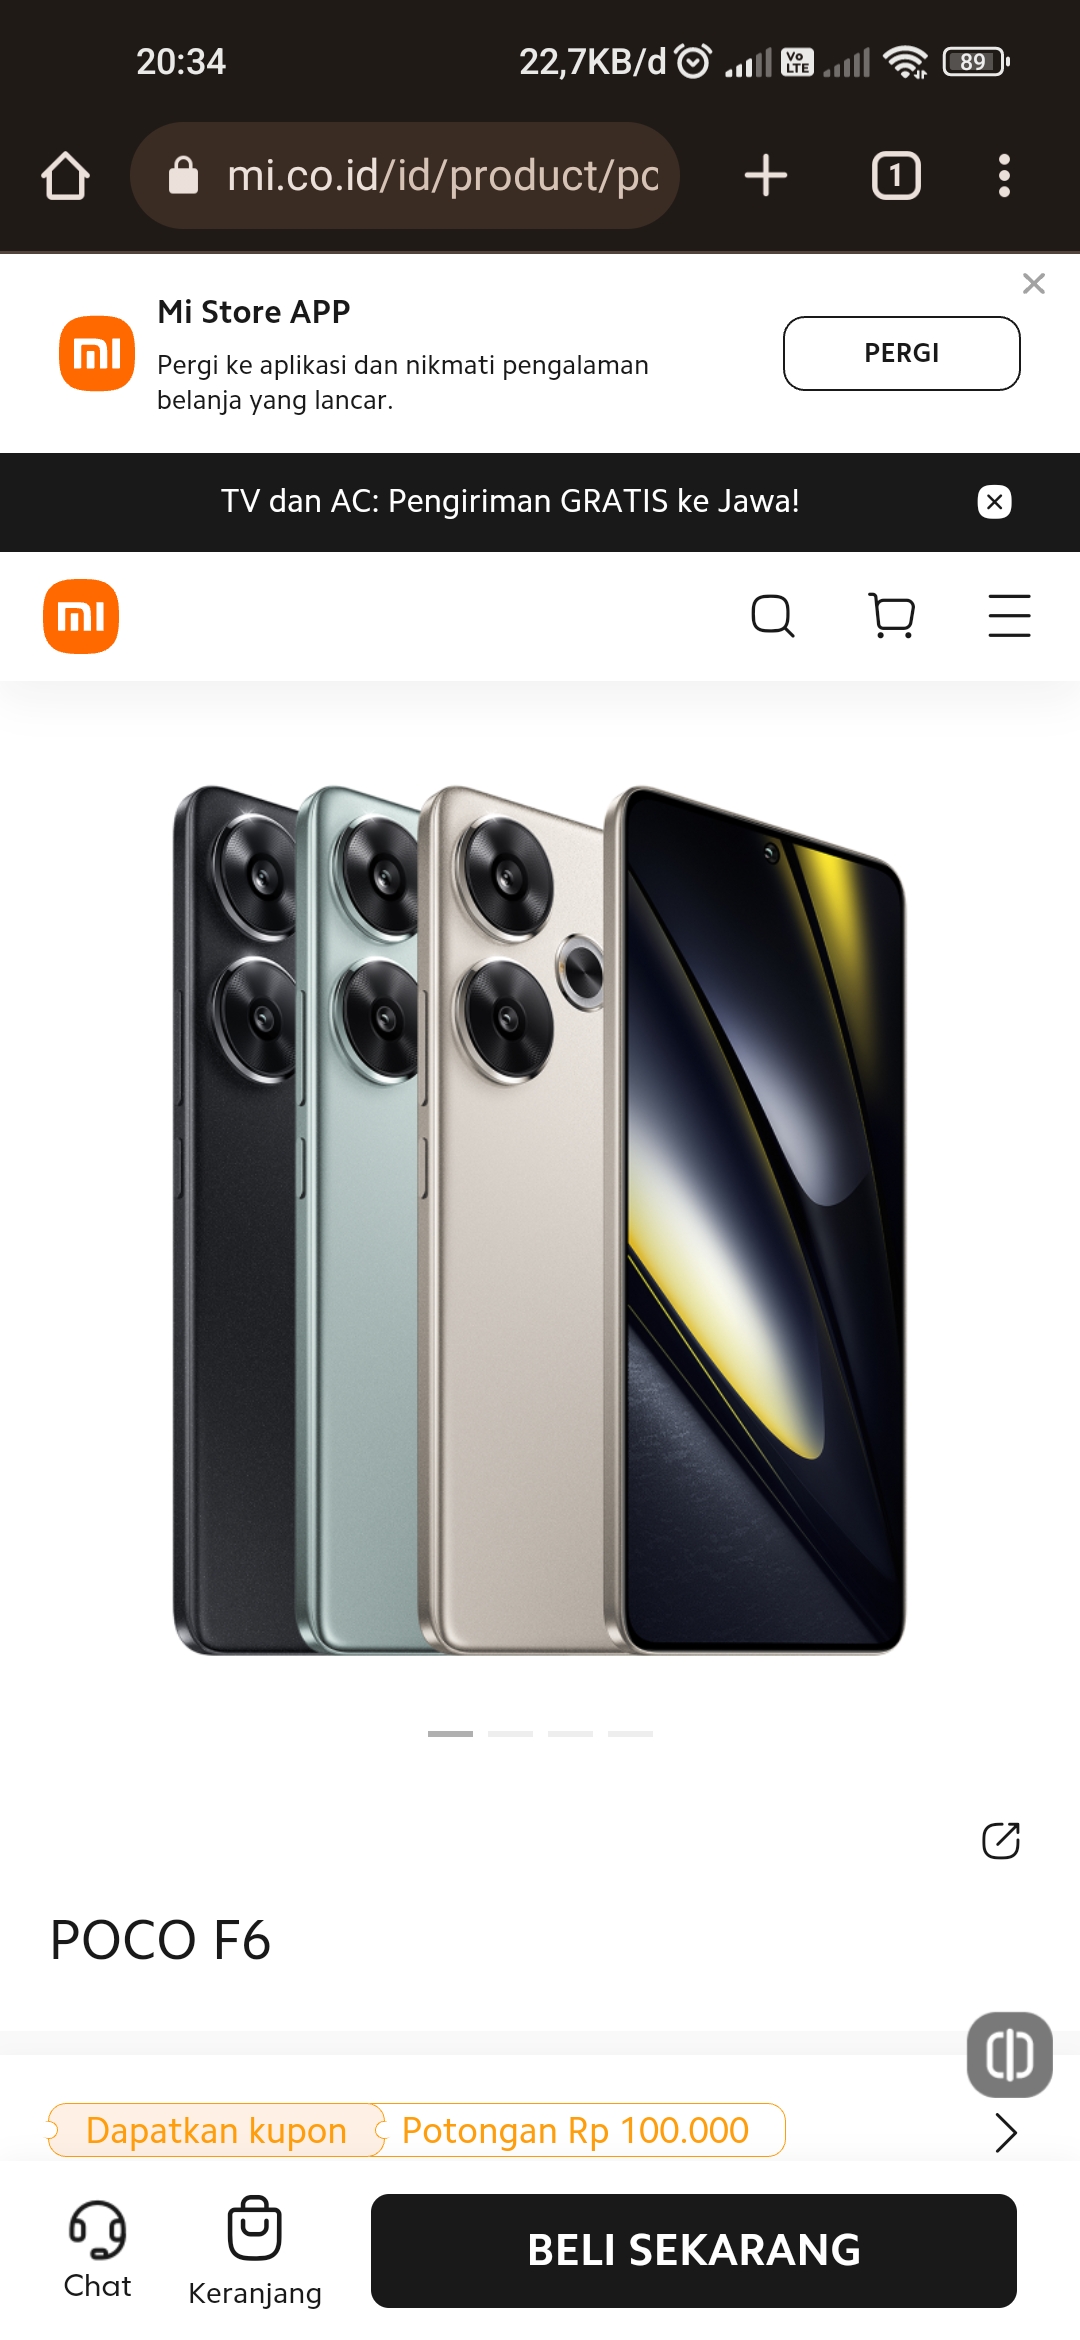 20:34
22,7KB/d
Vo LTE
89
mi.co.id/id/product/pc
1
Mi Store APP
Pergi ke aplikasi dan nikmati pengalaman
belanja yang lancar.
PERGI
TV dan AC: Pengiriman GRATIS ke Jawa!
POCO F6
Dapatkan kupon
Potongan Rp 100.000
Chat
Keranjang
BELI SEKARANG